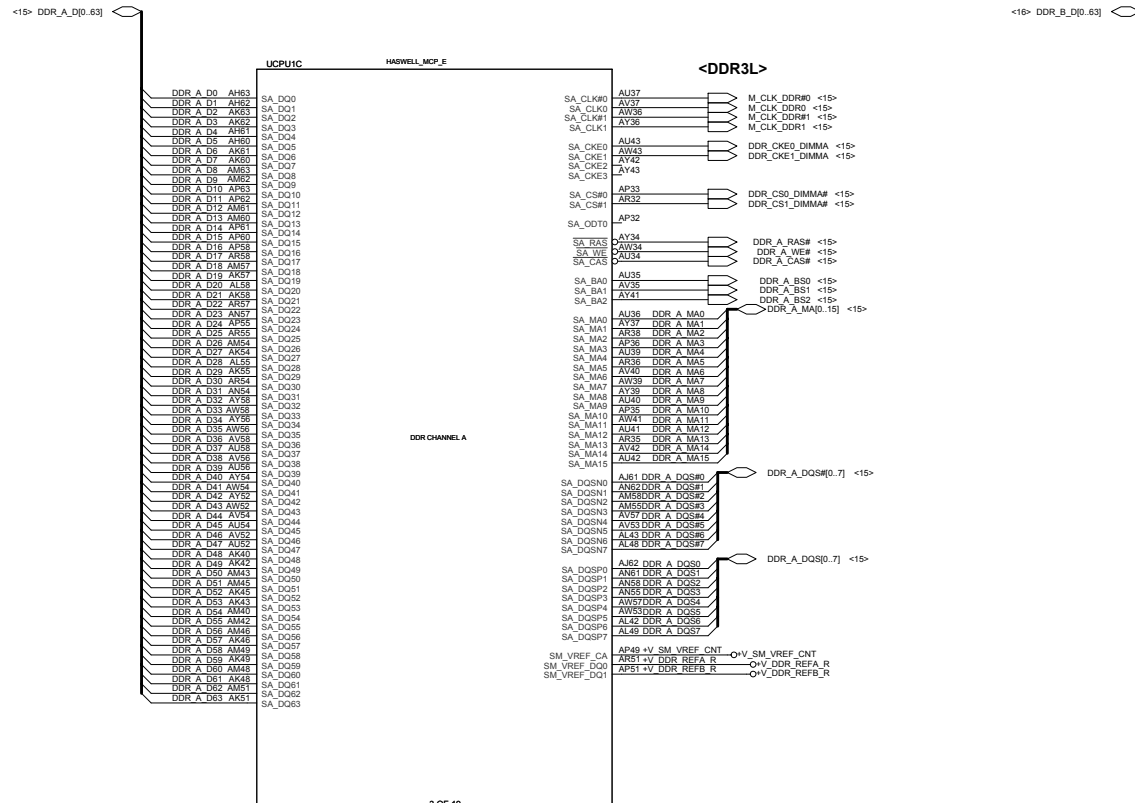 <15> DDR_A_D[0..63]
<16> DDR_B_D[0..63]
UCPU1C
HASWELL_MCP_E
<DDR3L>
DDR_A_D0 AH63 SA_DQ0
DDR_A_D1 AH62 SA_DQ1
DDR_A_D2 AK63 SA_DQ2
DDR_A_D3 AK62 SA_DQ3
DDR_A_D4 AH61 SA_DQ4
DDR_A_D5 AH60 SA_DQ5
DDR_A_D6 AK61 SA_DQ6
DDR_A_D7 AK60 SA_DQ7
DDR_A_D8 AM63 SA_DQ8
DDR_A_D9 AM62 SA_DQ9
DDR_A_D10 AP63 SA_DQ10
DDR_A_D11 AP62 SA_DQ11
DDR_A_D12 AM61 SA_DQ12
DDR_A_D13 AM60 SA_DQ13
DDR_A_D14 AP61 SA_DQ14
DDR_A_D15 AP60 SA_DQ15
DDR_A_D16 AP58 SA_DQ16
DDR_A_D17 AR58 SA_DQ17
DDR_A_D18 AM57 SA_DQ18
DDR_A_D19 AK57 SA_DQ19
DDR_A_D20 AL58 SA_DQ20
DDR_A_D21 AK58 SA_DQ21
DDR_A_D22 AR57 SA_DQ22
DDR_A_D23 AN57 SA_DQ23
DDR_A_D24 AP55 SA_DQ24
DDR_A_D25 AR55 SA_DQ25
DDR_A_D26 AM54 SA_DQ26
DDR_A_D27 AK54 SA_DQ27
DDR_A_D28 AL55 SA_DQ28
DDR_A_D29 AK55 SA_DQ29
DDR_A_D30 AR54 SA_DQ30
DDR_A_D31 AN54 SA_DQ31
DDR_A_D32 AY58 SA_DQ32
DDR_A_D33 AW58 SA_DQ33
DDR_A_D34 AY56 SA_DQ34
DDR_A_D35 AW56 SA_DQ35
DDR_A_D36 AV58 SA_DQ36
DDR_A_D37 AU58 SA_DQ37
DDR_A_D38 AV56 SA_DQ38
DDR_A_D39 AU56 SA_DQ39
DDR_A_D40 AY54 SA_DQ40
DDR_A_D41 AW54 SA_DQ41
DDR_A_D42 AY52 SA_DQ42
DDR_A_D43 AW52 SA_DQ43
DDR_A_D44 AV54 SA_DQ44
DDR_A_D45 AU54 SA_DQ45
DDR_A_D46 AV52 SA_DQ46
DDR_A_D47 AU52 SA_DQ47
DDR_A_D48 AK40 SA_DQ48
DDR_A_D49 AK42 SA_DQ49
DDR_A_D50 AM43 SA_DQ50
DDR_A_D51 AM45 SA_DQ51
DDR_A_D52 AK45 SA_DQ52
DDR_A_D53 AK43 SA_DQ53
DDR_A_D54 AM40 SA_DQ54
DDR_A_D55 AM42 SA_DQ55
DDR_A_D56 AM46 SA_DQ56
DDR_A_D57 AK46 SA_DQ57
DDR_A_D58 AM49 SA_DQ58
DDR_A_D59 AK49 SA_DQ59
DDR_A_D60 AM48 SA_DQ60
DDR_A_D61 AK48 SA_DQ61
DDR_A_D62 AM51 SA_DQ62
DDR_A_D63 AK51 SA_DQ63
DDR CHANNEL A
SA_CLK#0 AU37 M_CLK_DDR#0 <15>
SA_CLK0 AV37 M_CLK_DDR0 <15>
SA_CLK#1 AW36 M_CLK_DDR#1 <15>
SA_CLK1 AY36 M_CLK_DDR1 <15>
SA_CKE0 AU43 DDR_CKE0_DIMMA <15>
SA_CKE1 AW43 DDR_CKE1_DIMMA <15>
SA_CKE2 AY42
SA_CKE3 AY43
SA_CS#0 AP33 DDR_CS0_DIMMA# <15>
SA_CS#1 AR32 DDR_CS1_DIMMA# <15>
SA_ODT0 AP32
SA_RAS AY34 DDR_A_RAS# <15>
SA_WE AW34 DDR_A_WE# <15>
SA_CAS AU34 DDR_A_CAS# <15>
SA_BA0 AU35 DDR_A_BS0 <15>
SA_BA1 AV35 DDR_A_BS1 <15>
SA_BA2 AY41 DDR_A_BS2 <15>
DDR_A_MA[0..15] <15>
SA_MA0 AU36 DDR_A_MA0
SA_MA1 AY37 DDR_A_MA1
SA_MA2 AR38 DDR_A_MA2
SA_MA3 AP36 DDR_A_MA3
SA_MA4 AU39 DDR_A_MA4
SA_MA5 AR36 DDR_A_MA5
SA_MA6 AV40 DDR_A_MA6
SA_MA7 AW39 DDR_A_MA7
SA_MA8 AY39 DDR_A_MA8
SA_MA9 AU40 DDR_A_MA9
SA_MA10 AP35 DDR_A_MA10
SA_MA11 AW41 DDR_A_MA11
SA_MA12 AU41 DDR_A_MA12
SA_MA13 AR35 DDR_A_MA13
SA_MA14 AV42 DDR_A_MA14
SA_MA15 AU42 DDR_A_MA15
DDR_A_DQS#[0..7] <15>
SA_DQSN0 AJ61 DDR_A_DQS#0
SA_DQSN1 AN62 DDR_A_DQS#1
SA_DQSN2 AM58 DDR_A_DQS#2
SA_DQSN3 AM55 DDR_A_DQS#3
SA_DQSN4 AV57 DDR_A_DQS#4
SA_DQSN5 AV53 DDR_A_DQS#5
SA_DQSN6 AL43 DDR_A_DQS#6
SA_DQSN7 AL48 DDR_A_DQS#7
DDR_A_DQS[0..7] <15>
SA_DQSP0 AJ62 DDR_A_DQS0
SA_DQSP1 AN61 DDR_A_DQS1
SA_DQSP2 AN58 DDR_A_DQS2
SA_DQSP3 AN55 DDR_A_DQS3
SA_DQSP4 AW57 DDR_A_DQS4
SA_DQSP5 AW53 DDR_A_DQS5
SA_DQSP6 AL42 DDR_A_DQS6
SA_DQSP7 AL49 DDR_A_DQS7
SM_VREF_CA AP49 +V_SM_VREF_CNT +V_SM_VREF_CNT
SM_VREF_DQ0 AR51 +V_DDR_REFA_R +V_DDR_REFA_R
SM_VREF_DQ1 AP51 +V_DDR_REFB_R +V_DDR_REFB_R